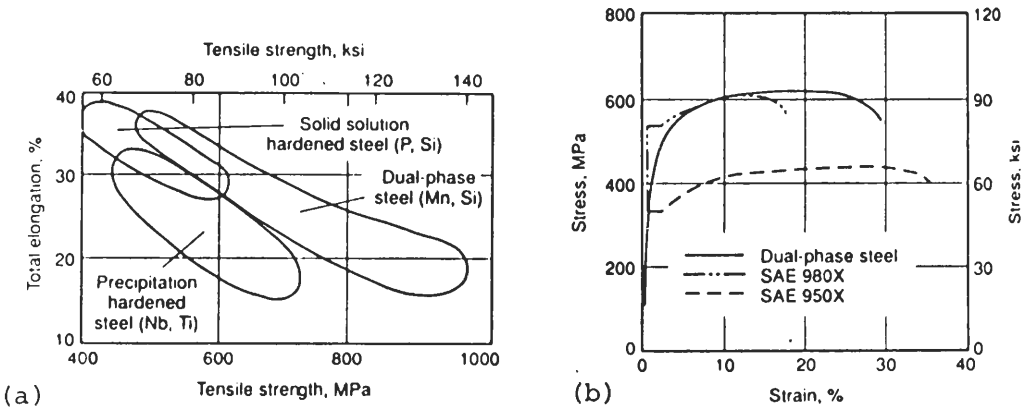 Tensile strength, ksi
60
80
100
120
140
40
30
20
10
Total elongation, %
Solid solution
hardened steel (P, Si)
Dual-phase
steel (Mn, Si)
Precipitation
hardened
steel (Nb, Ti)
400
600
800
1000
Tensile strength, MPa
(a)
800
600
400
200
0
Stress, MPa
120
90
60
30
0
Stress, ksi
Dual-phase steel
SAE 980X
SAE 950X
0
10
20
30
40
Strain, %
(b)